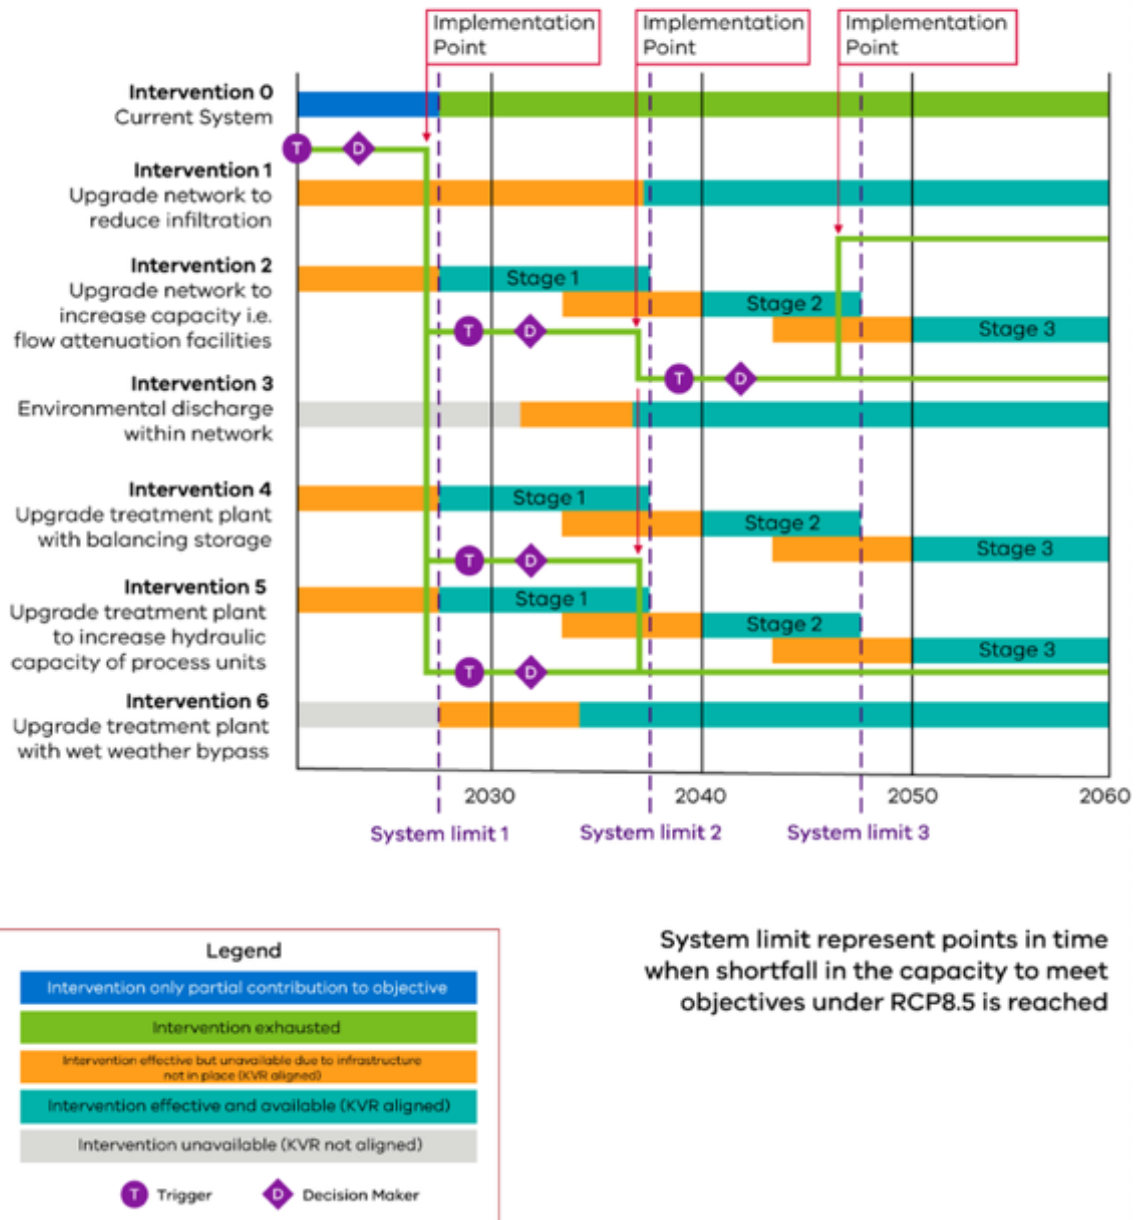 Implementation
Point
Implementation
Point
Implementation
Point
Intervention 0
Current System
T
D
Intervention 1
Upgrade network to
reduce infiltration
Intervention 2
Upgrade network to
increase capacity i.e.
flow attenuation facilities
Stage 1
Stage 2
Stage 3
T
D
T
D
Intervention 3
Environmental discharge
within network
Intervention 4
Upgrade treatment plant
with balancing storage
Stage 1
Stage 2
Stage 3
T
D
Intervention 5
Upgrade treatment plant
to increase hydraulic
capacity of process units
Stage 1
Stage 2
Stage 3
T
D
Intervention 6
Upgrade treatment plant
with wet weather bypass
2030
2040
2050
2060
System limit 1
System limit 2
System limit 3
Legend
Intervention only partial contribution to objective
Intervention exhausted
Intervention effective but unavailable due to infrastructure
not in place (KVR aligned)
Intervention effective and available (KVR aligned)
Intervention unavailable (KVR not aligned)
T Trigger
D Decision Maker
System limit represent points in time
when shortfall in the capacity to meet
objectives under RCP8.5 is reached